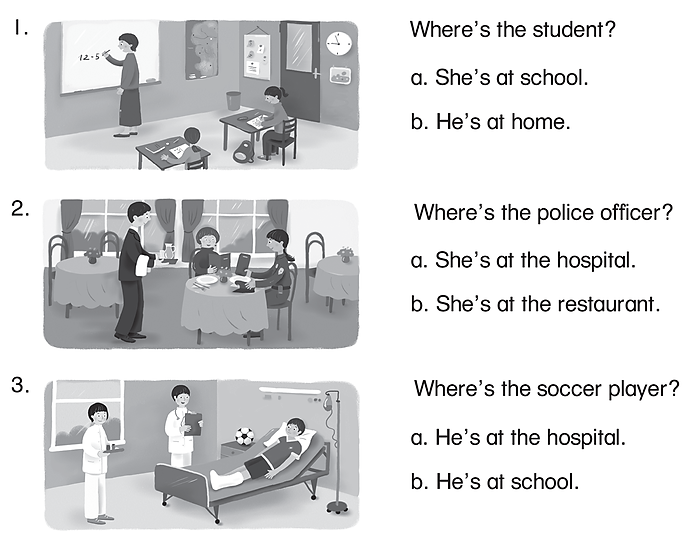 1.
12-5
Where's the student?
a. She's at school.
b. He's at home.
2.
Where's the police officer?
a. She's at the hospital.
b. She's at the restaurant.
3.
Where's the soccer player?
a. He's at the hospital.
b. He's at school.